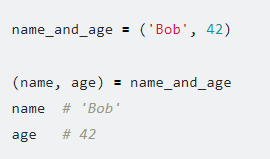 name_and_age = ('Bob', 42)
(name, age) = name_and_age
name  # 'Bob'
age   # 42